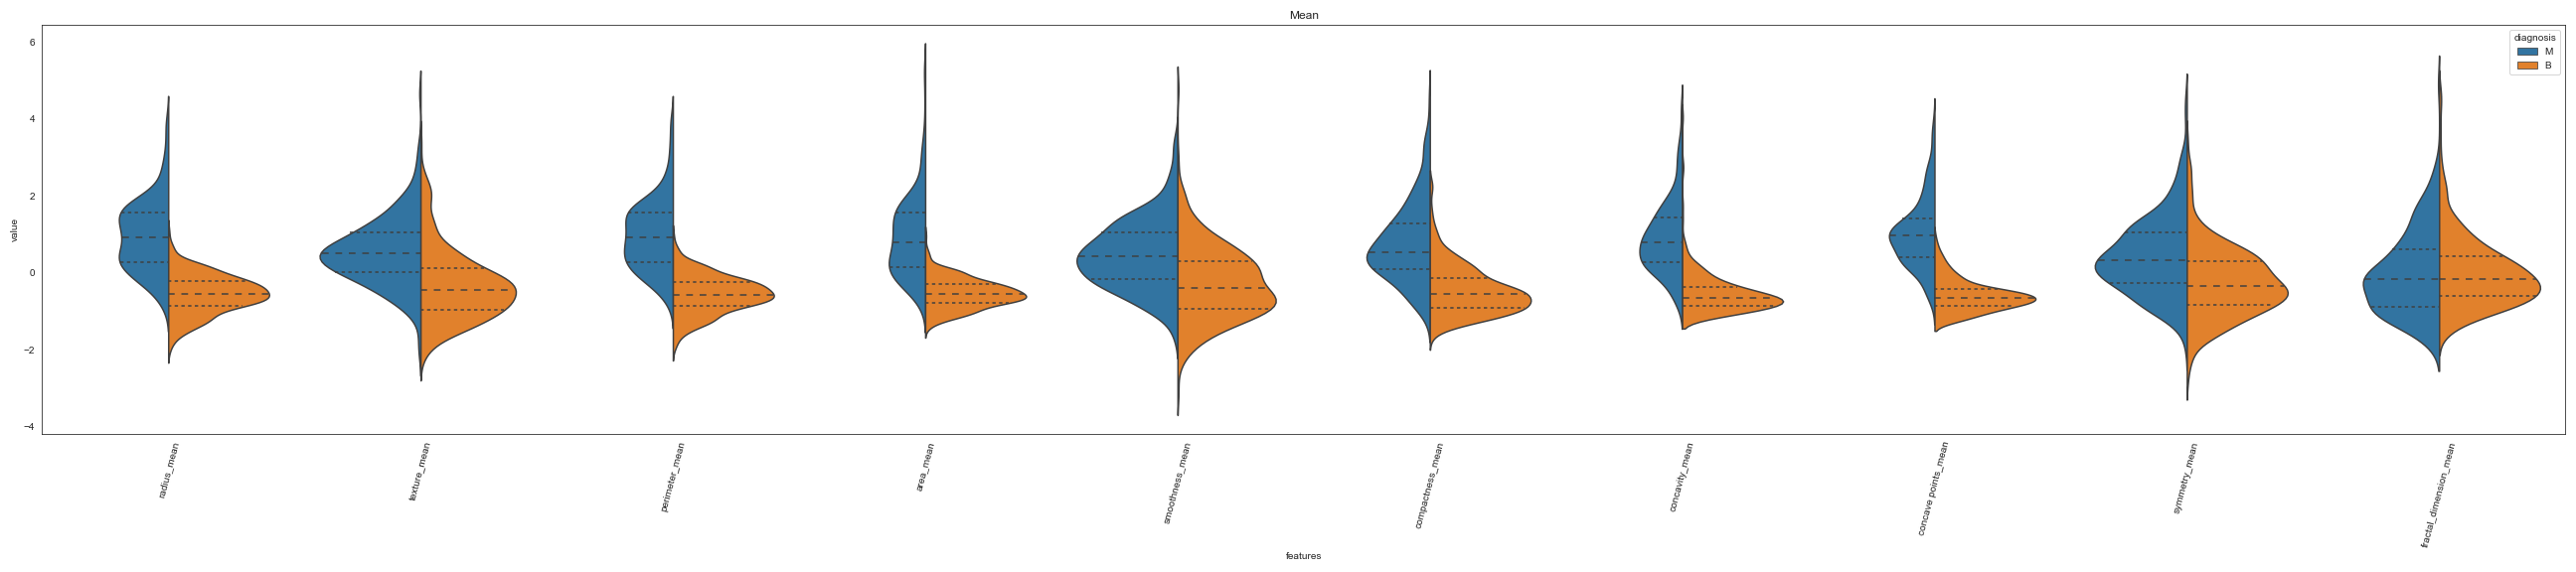 Mean
diagnosis
M
B
6
4
2
0
−2
−4
value
radius_mean
texture_mean
perimeter_mean
area_mean
smoothness_mean
compactness_mean
concavity_mean
concave points_mean
symmetry_mean
fractal_dimension_mean
features